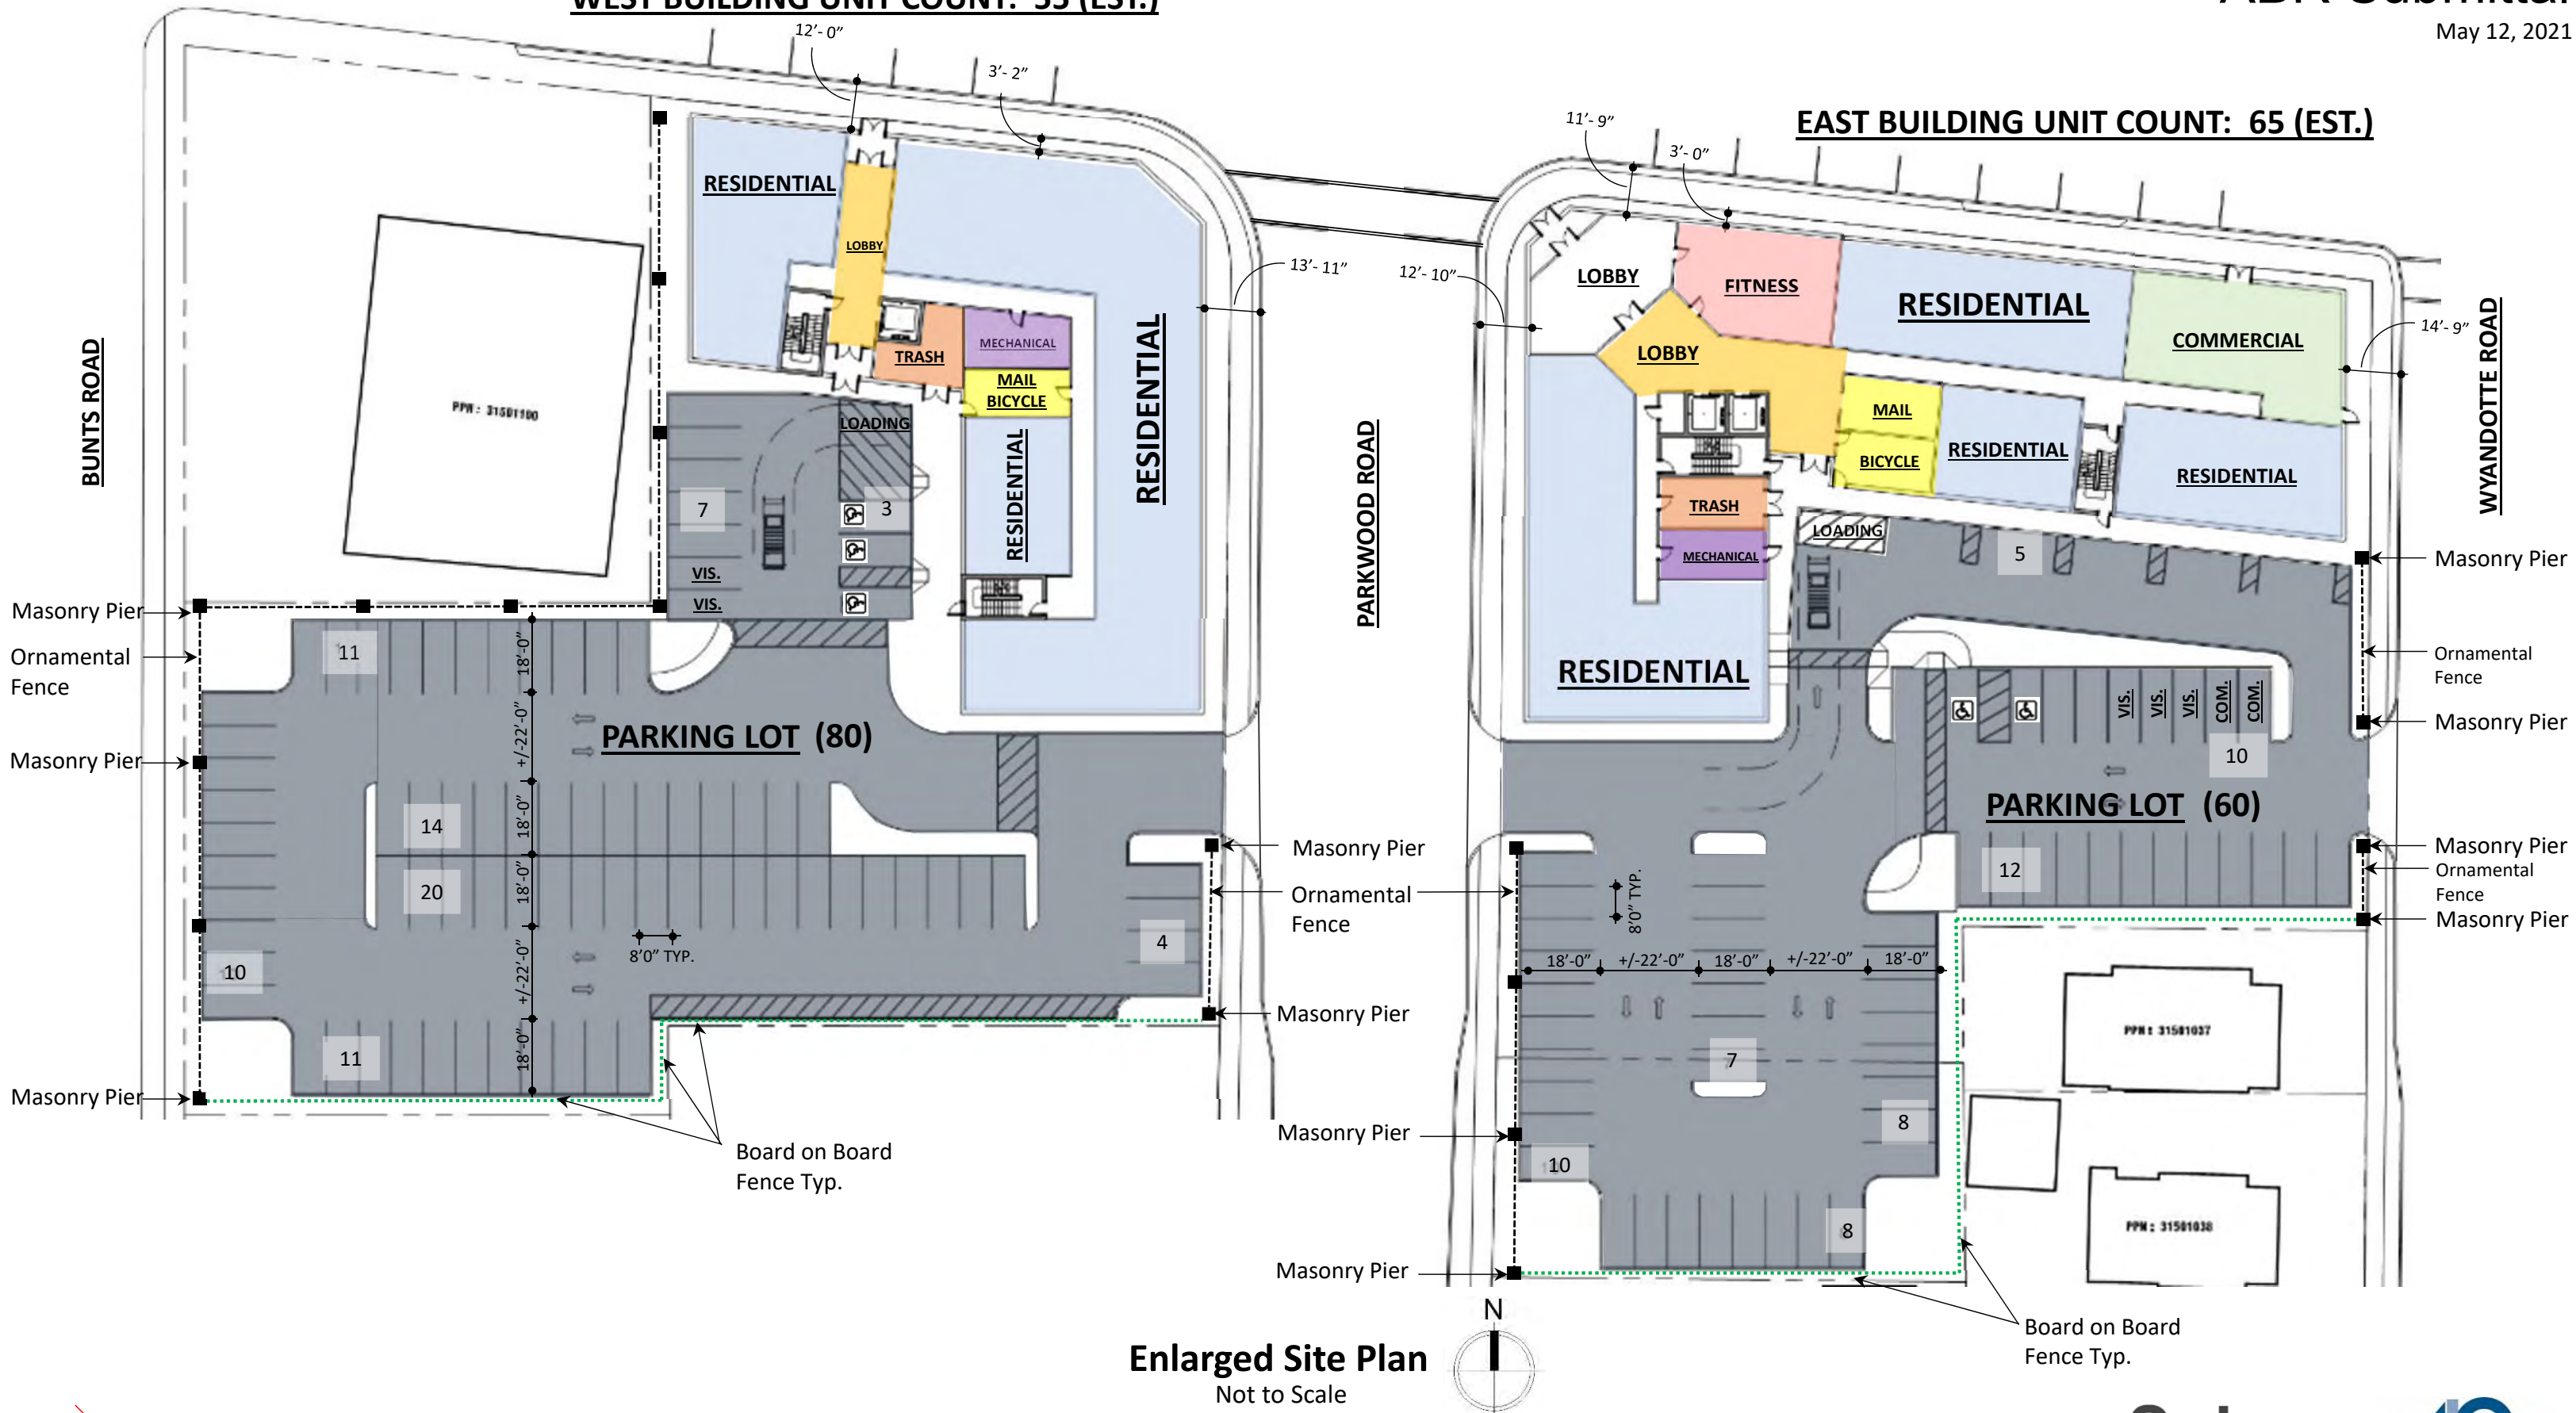 WEST BUILDING UNIT COUNT: 55 (EST.)
ABR Submittal
May 12, 2021
EAST BUILDING UNIT COUNT: 65 (EST.)
12'- 0"
3'- 2"
13'- 11"
RESIDENTIAL
LOBBY
TRASH
MECHANICAL
MAIL
BICYCLE
RESIDENTIAL
RESIDENTIAL
BUNTS ROAD
PPN : 31501100
LOADING
7
3
VIS.
VIS.
Masonry Pier
Ornamental
Fence
Masonry Pier
Masonry Pier
11
18'-0"
+/-22'-0"
18'-0"
18'-0"
+/-22'-0"
18'-0"
PARKING LOT (80)
14
20
8'0" TYP.
10
11
4
Board on Board
Fence Typ.
Masonry Pier
Ornamental
Fence
Masonry Pier
Masonry Pier
Masonry Pier
PARKWOOD ROAD
11'- 9"
3'- 0"
12'- 10"
14'- 9"
LOBBY
FITNESS
RESIDENTIAL
COMMERCIAL
LOBBY
MAIL
BICYCLE
RESIDENTIAL
RESIDENTIAL
TRASH
MECHANICAL
LOADING
5
RESIDENTIAL
WYANDOTTE ROAD
Masonry Pier
Ornamental
Fence
Masonry Pier
VIS.
VIS.
VIS.
COM.
COM.
10
PARKING LOT (60)
12
Masonry Pier
Ornamental
Fence
Masonry Pier
8'0" TYP.
18'-0"
+/-22'-0"
18'-0"
+/-22'-0"
18'-0"
7
8
10
8
PPN : 31501037
PPN : 31501038
Board on Board
Fence Typ.
N
Enlarged Site Plan
Not to Scale